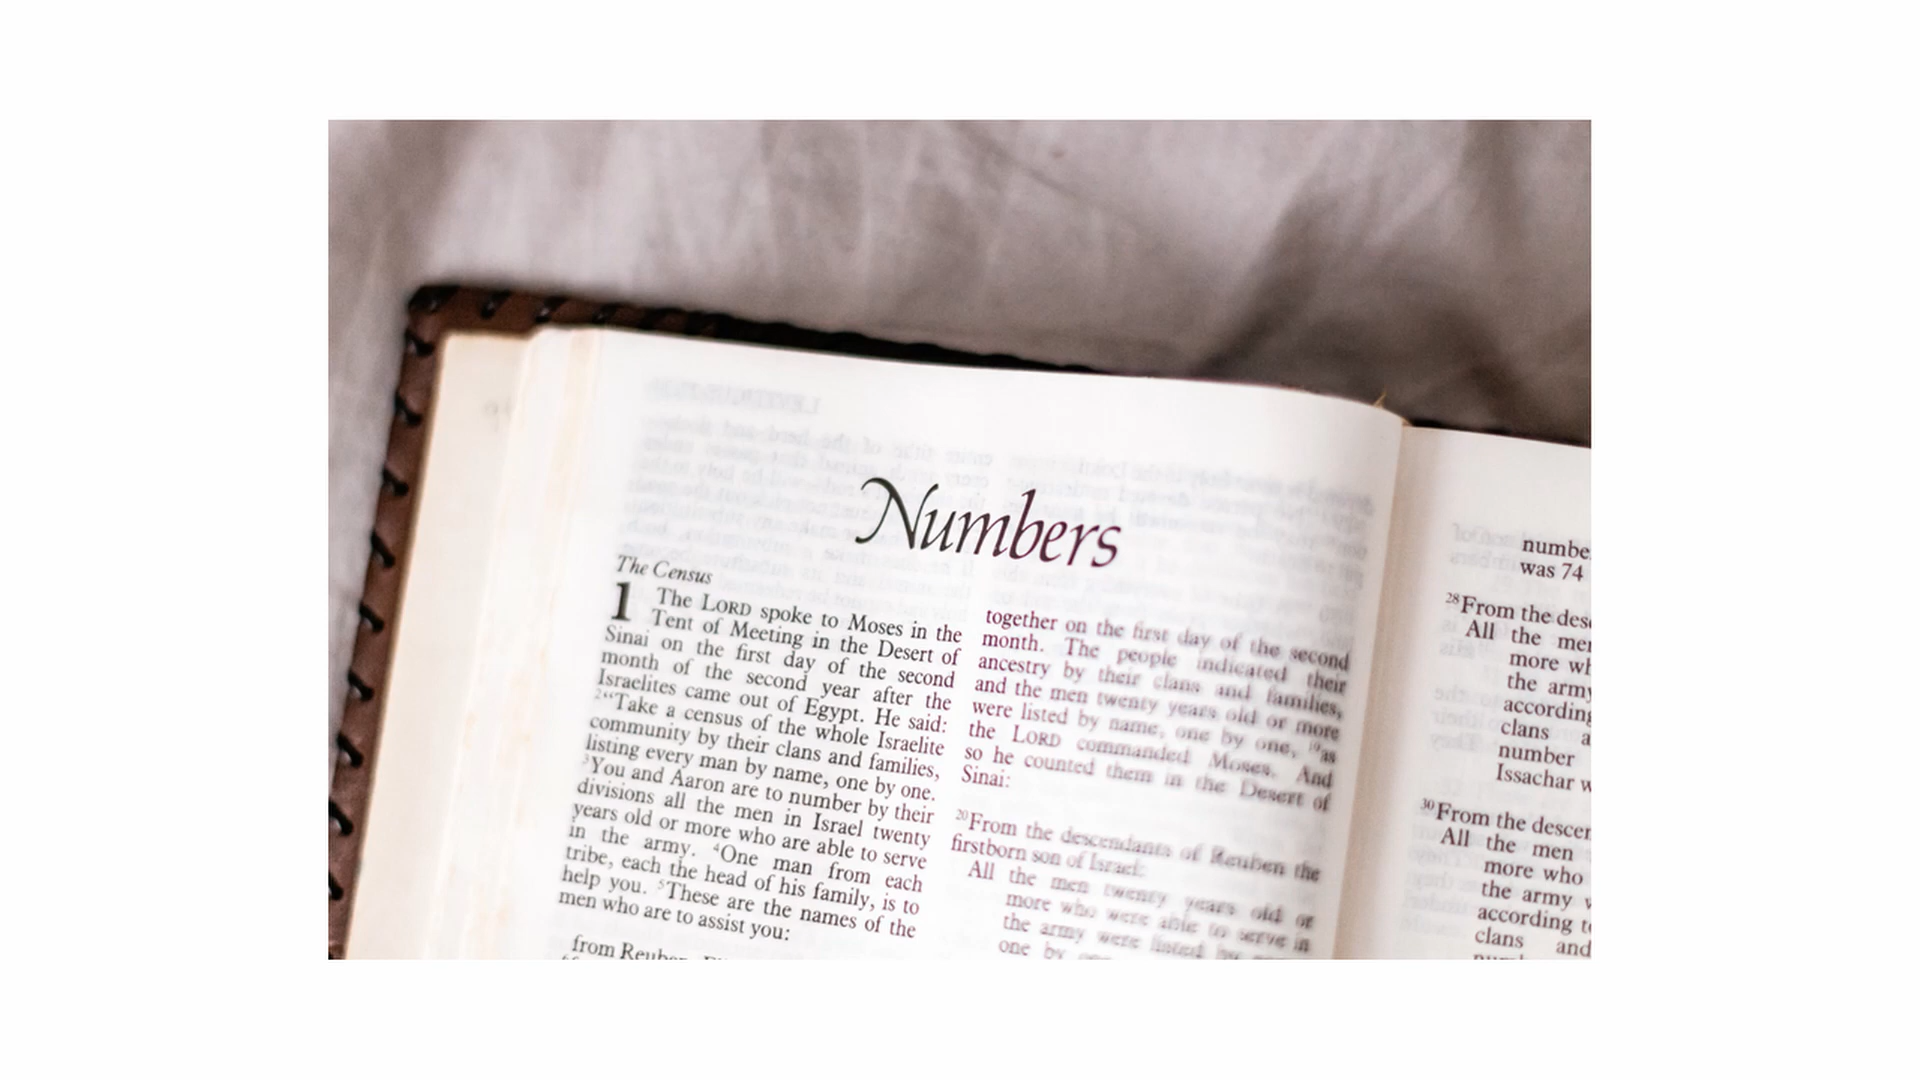 Numbers
The Census
1 The LORD spoke to Moses in the
Tent of Meeting in the Desert of
Sinai on the first day of the second
month of the second year after the
Israelites came out of Egypt. He said:
2“Take a census of the whole Israelite
community by their clans and families,
listing every man by name, one by one.
3You and Aaron are to number by their
divisions all the men in Israel twenty
years old or more who are able to serve
in the army. 4One man from each
tribe, each the head of his family, is to
help you. 5These are the names of the
men who are to assist you:
from
together on the first day of the second
month. The people indicated their
ancestry by their clans and families,
and the men twenty years old or more
were listed by name, one by one, 19as
the LORD commanded Moses. And
so he counted them in the Desert of
Sinai:
20From the descendants of Reuben the
firstborn son of Israel:
All the men twenty years old or
more who were able to serve in
the army were listed by
one by
numbe
was 74
28From the des
All the men
more wh
the army
according
clans a
number
Issachar w
30From the descen
All the men
more who
the army w
according to
clans and